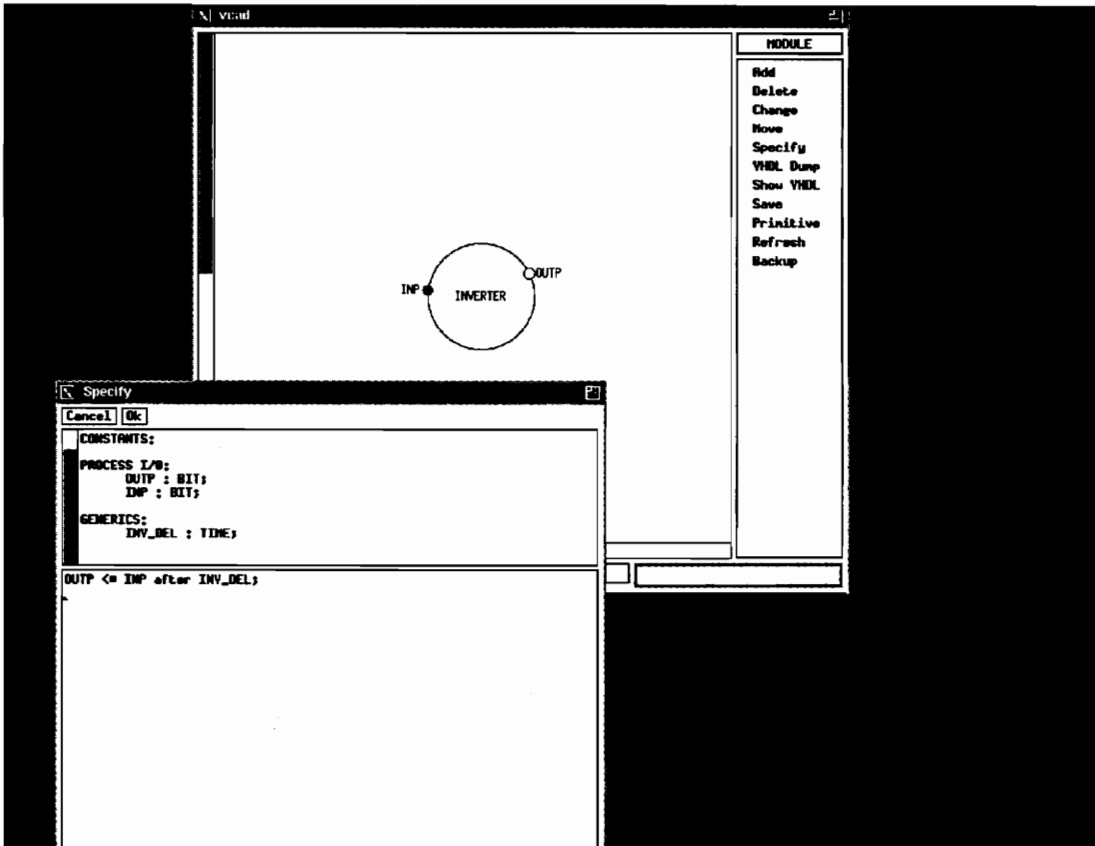 vcad
MODULE
Add
Delete
Change
Move
Specify
VHDL Dump
Show VHDL
Save
Primitive
Refresh
Backup
INP
INVERTER
OUTP
Specify
Cancel Ok
CONSTANTS:
PROCESS I/O:
OUTP : BIT;
INP : BIT;
GENERICS:
INV_DEL : TIME;
OUTP <= INP after INV_DEL;